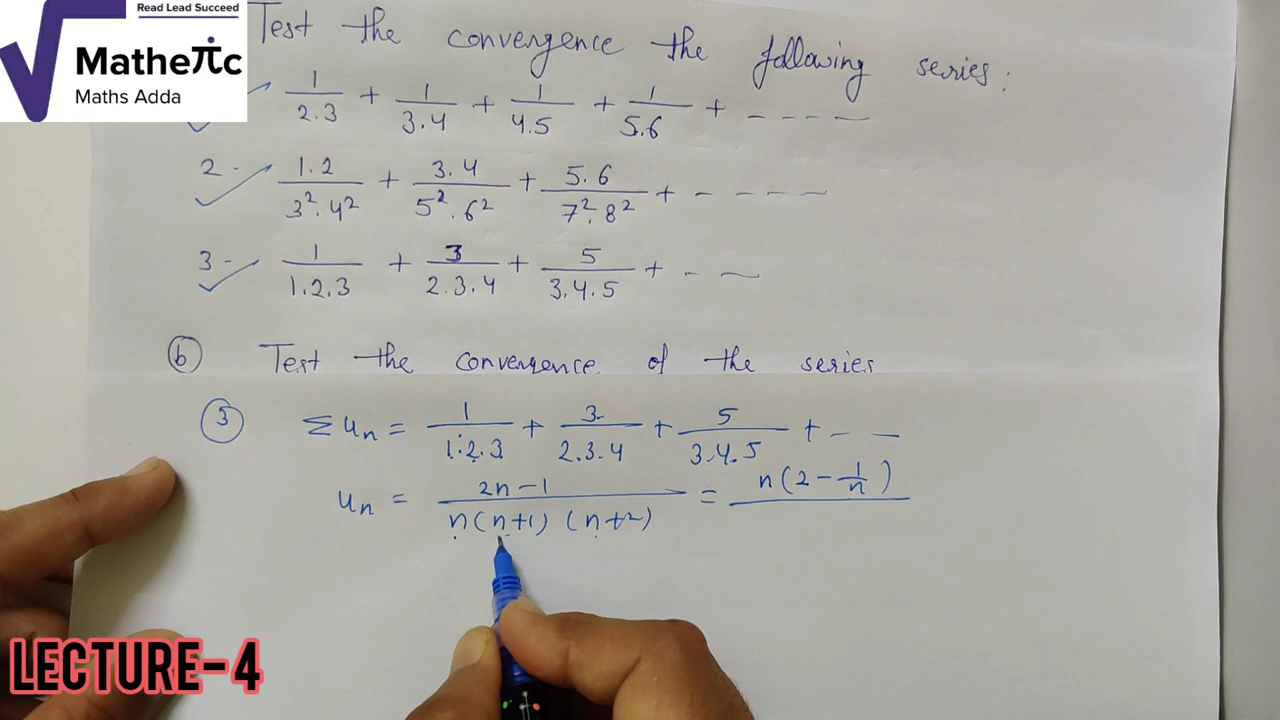 Read Lead Succeed
Matheπc
Maths Adda
Test the convergence the following series:
1/2.3 + 1/3.4 + 1/4.5 + 1/5.6 + - - - -
2- 1.2/3².4² + 3.4/5².6² + 5.6/7².8² + - - - -
3- 1/1.2.3 + 3/2.3.4 + 5/3.4.5 + - -
⑥ Test the convergence of the series
③ Σ uₙ = 1/1.2.3 + 3/2.3.4 + 5/3.4.5 + - -
uₙ = 2n-1/n(n+1)(n+2) = n(2-1/n)
LECTURE-4